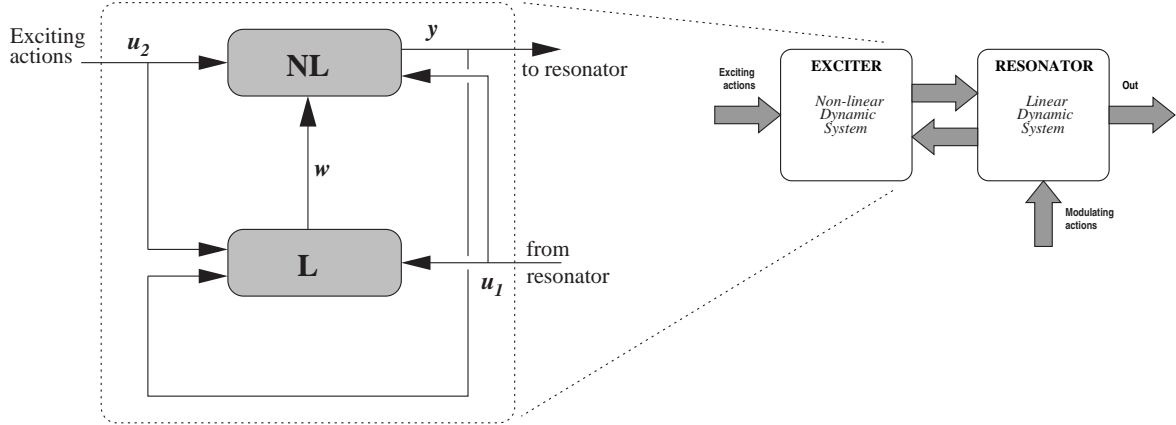 Exciting
actions
u2
y
NL
to resonator
w
L
from
resonator
u1
EXCITER
Non-linear
Dynamic
System
RESONATOR
Linear
Dynamic
System
Exciting
actions
Out
Modulating
actions